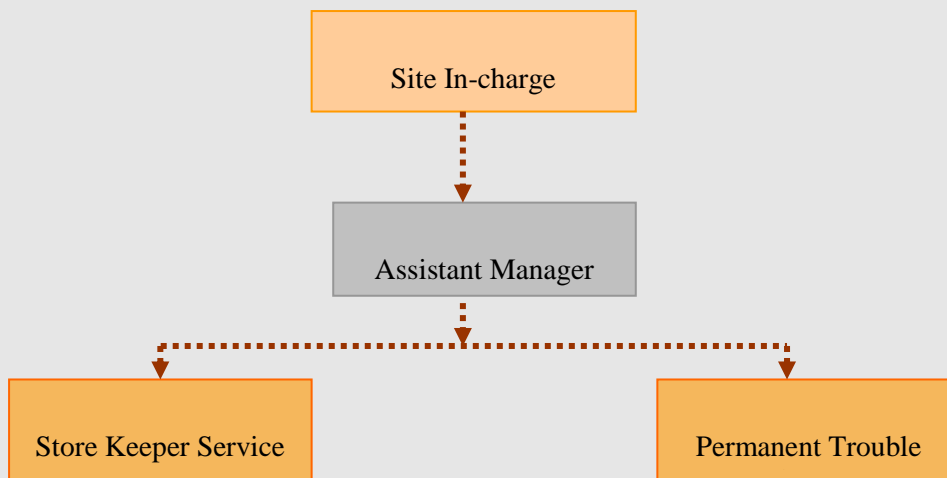 Site In-charge
Assistant Manager
Store Keeper Service
Permanent Trouble